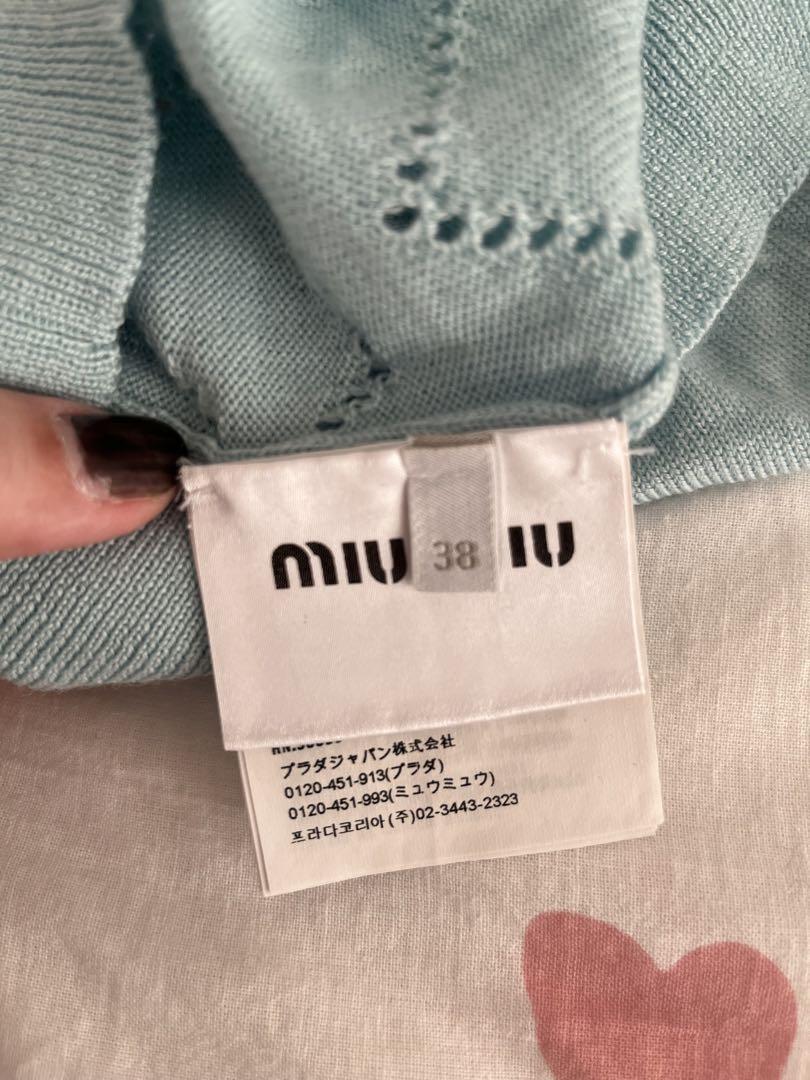 miu IU
38
プラダジャパン株式会社
0120-451-913(プラダ)
0120-451-993(ミュウミュウ)
프라다코리아(주)02-3443-2323